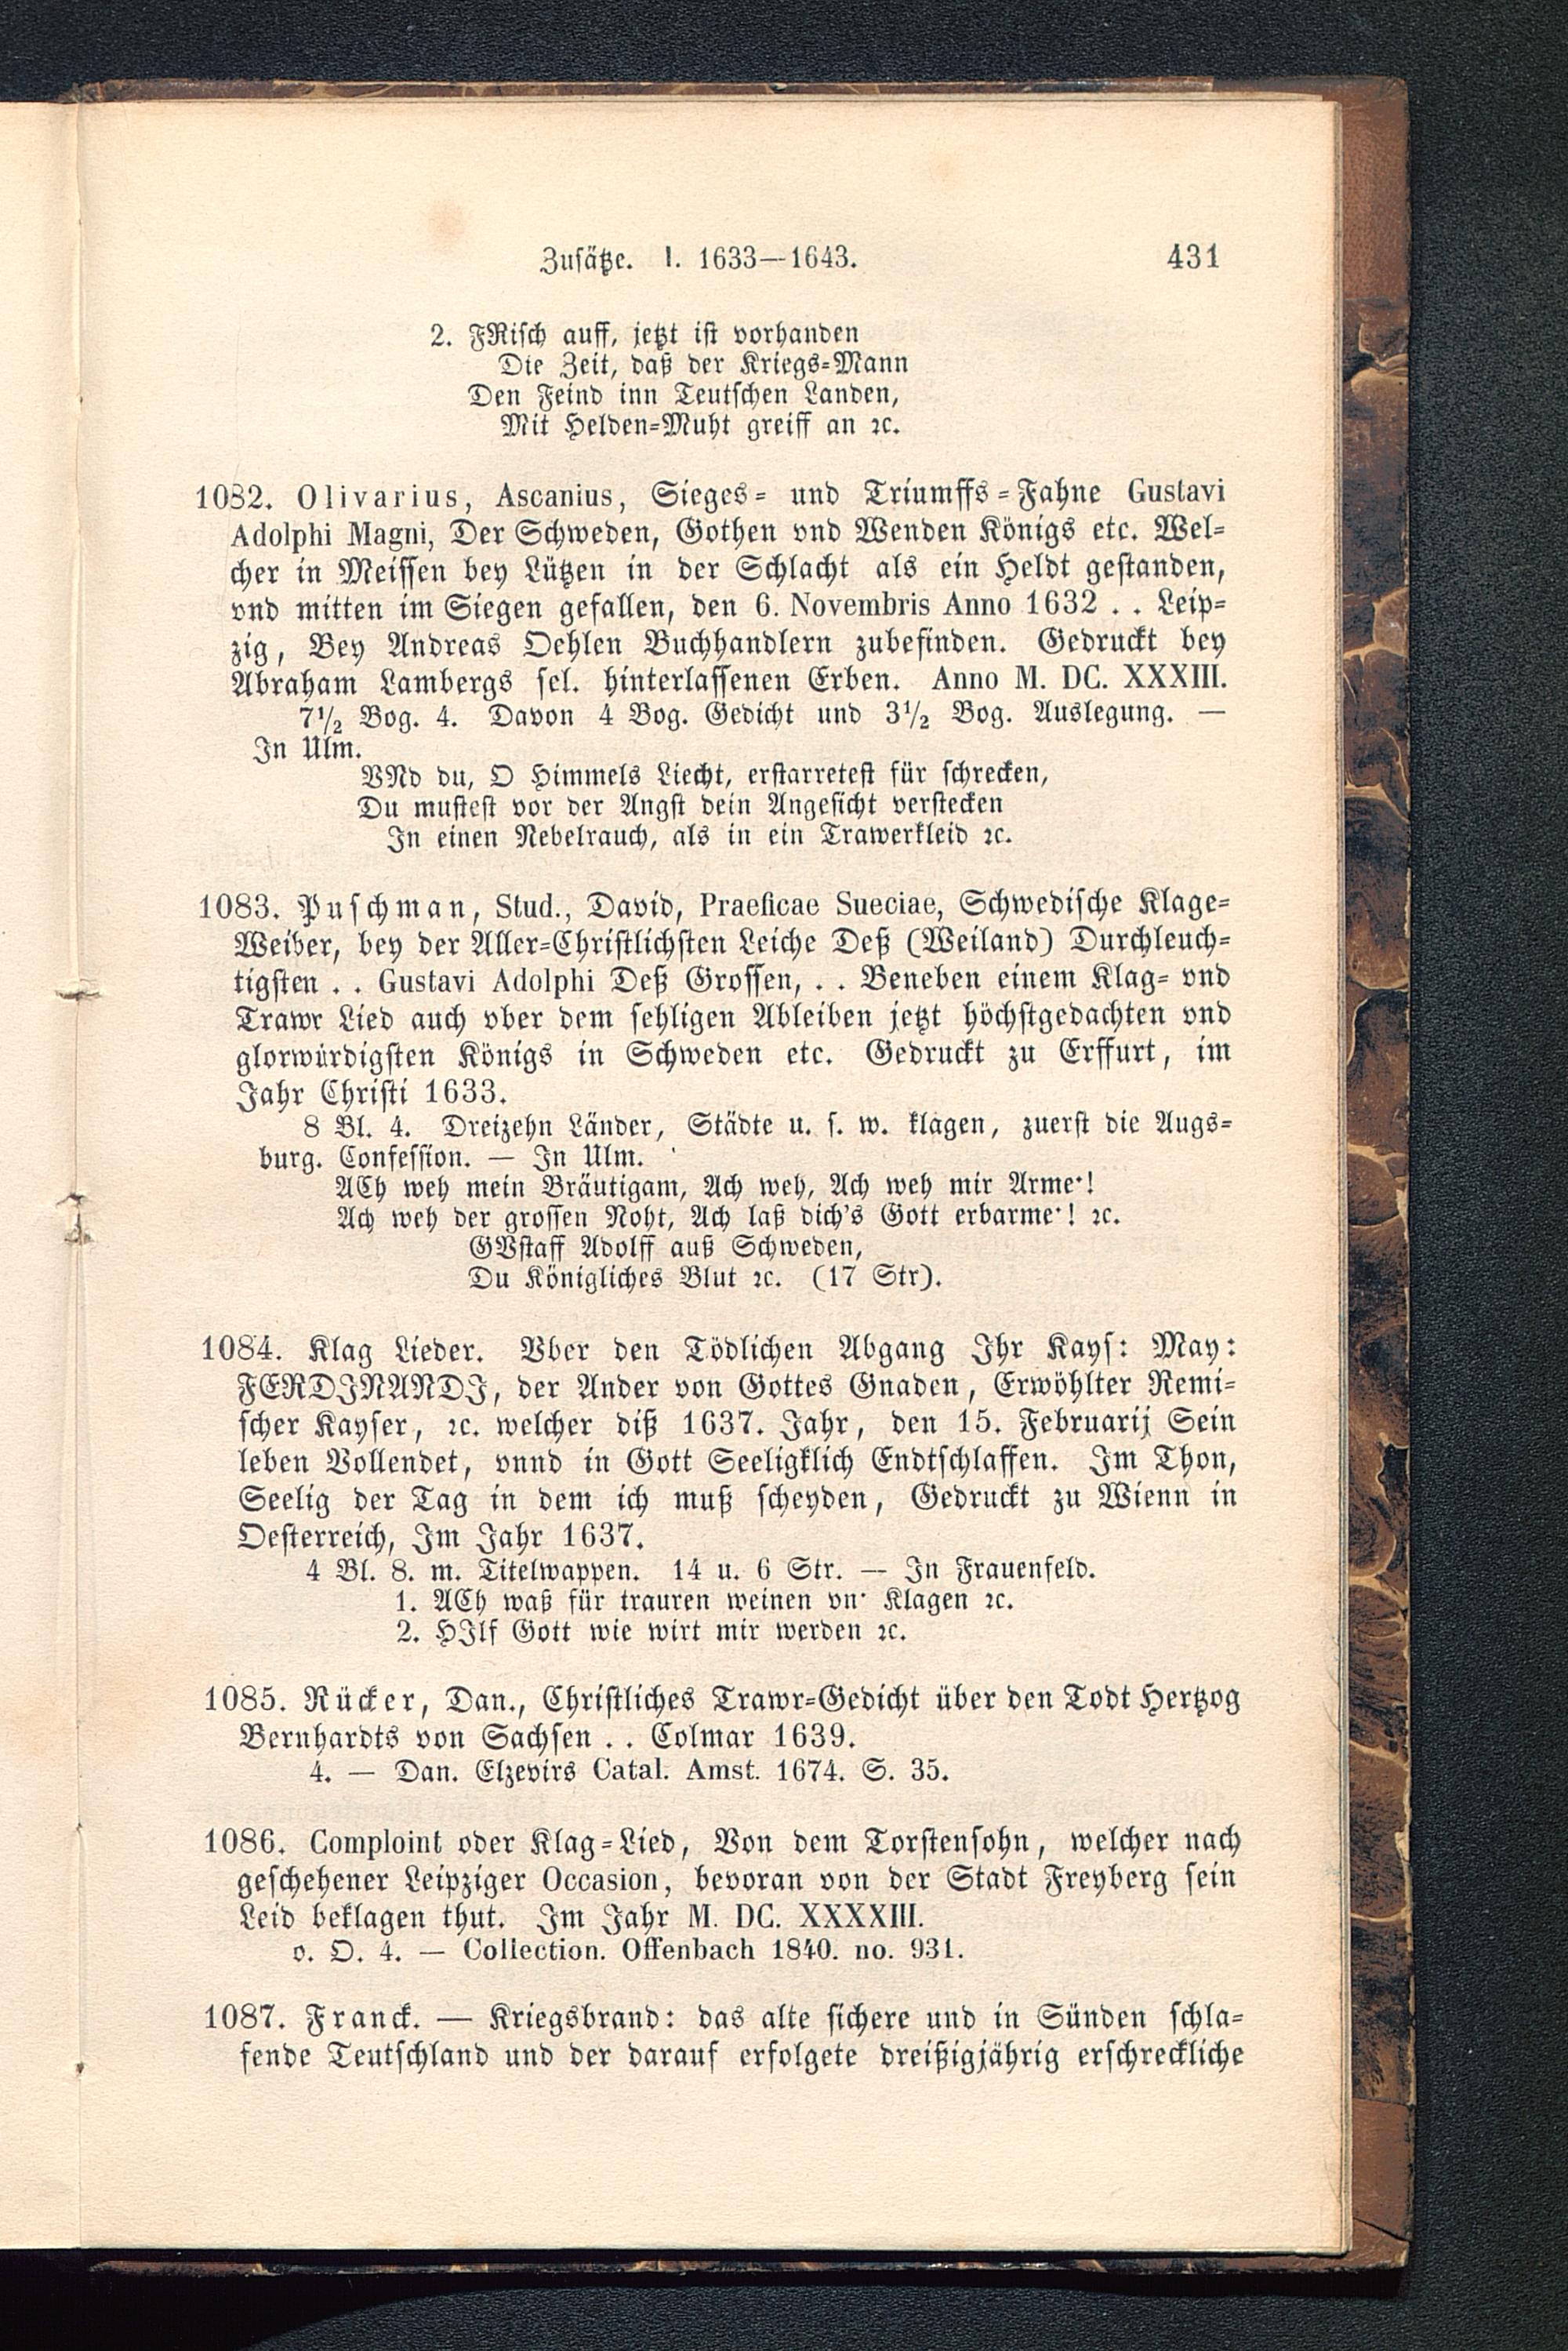 Zusätze. I. 1633—1643. 431
2. FRisch auff, jetzt ist vorhanden
Die Zeit, daß der Kriegs-Mann
Den Feind inn Teutschen Landen,
Mit Helden-Muht greiff an ꝛc.
1082. Olivarius, Ascanius, Sieges- und Triumffs-Fahne Gustavi
Adolphi Magni, Der Schweden, Gothen vnd Wenden Königs etc. Wel-
cher in Meissen bey Lützen in der Schlacht als ein Heldt gestanden,
vnd mitten im Siegen gefallen, den 6. Novembris Anno 1632 . . Leip-
zig, Bey Andreas Oehlen Buchhandlern zubefinden. Gedruckt bey
Abraham Lambergs sel. hinterlassenen Erben. Anno M. DC. XXXIII.
7½ Bog. 4. Davon 4 Bog. Gedicht und 3½ Bog. Auslegung. —
In Ulm.
VNd du, O Himmels Liecht, erstarretest für schrecken,
Du mustest vor der Angst dein Angesicht verstecken
In einen Nebelrauch, als in ein Trawerkleid ꝛc.
1083. Puschman, Stud., David, Praeficae Sueciae, Schwedische Klage-
Weiber, bey der Aller-Christlichsten Leiche Deß (Weiland) Durchleuch-
tigsten . . Gustavi Adolphi Deß Grossen, . . Beneben einem Klag- vnd
Trawr Lied auch vber dem sehligen Ableiben jetzt höchstgedachten vnd
glorwürdigsten Königs in Schweden etc. Gedruckt zu Erffurt, im
Jahr Christi 1633.
8 Bl. 4. Dreizehn Länder, Städte u. s. w. klagen, zuerst die Augs-
burg. Confession. — In Ulm.
ACh weh mein Bräutigam, Ach weh, Ach weh mir Arme·!
Ach weh der grossen Noht, Ach laß dich's Gott erbarme·! ꝛc.
GVstaff Adolff auß Schweden,
Du Königliches Blut ꝛc. (17 Str).
1084. Klag Lieder. Vber den Tödlichen Abgang Ihr Kays: May:
FERDINANDI, der Ander von Gottes Gnaden, Erwöhlter Remi-
scher Kayser, ꝛc. welcher diß 1637. Jahr, den 15. Februarij Sein
leben Vollendet, vnnd in Gott Seeligklich Endtschlaffen. Im Thon,
Seelig der Tag in dem ich muß scheyden, Gedruckt zu Wienn in
Oesterreich, Im Jahr 1637.
4 Bl. 8. m. Titelwappen. 14 u. 6 Str. — In Frauenfeld.
1. ACh waß für trauren weinen vn· Klagen ꝛc.
2. HIlf Gott wie wirt mir werden ꝛc.
1085. Rücker, Dan., Christliches Trawr-Gedicht über den Todt Hertzog
Bernhardts von Sachsen . . Colmar 1639.
4. — Dan. Elzevirs Catal. Amst. 1674. S. 35.
1086. Comploint oder Klag-Lied, Von dem Torstensohn, welcher nach
geschehener Leipziger Occasion, bevoran von der Stadt Freyberg sein
Leid beklagen thut. Im Jahr M. DC. XXXXIII.
o. O. 4. — Collection. Offenbach 1840. no. 931.
1087. Franck. — Kriegsbrand: das alte sichere und in Sünden schla-
fende Teutschland und der darauf erfolgete dreißigjährig erschreckliche